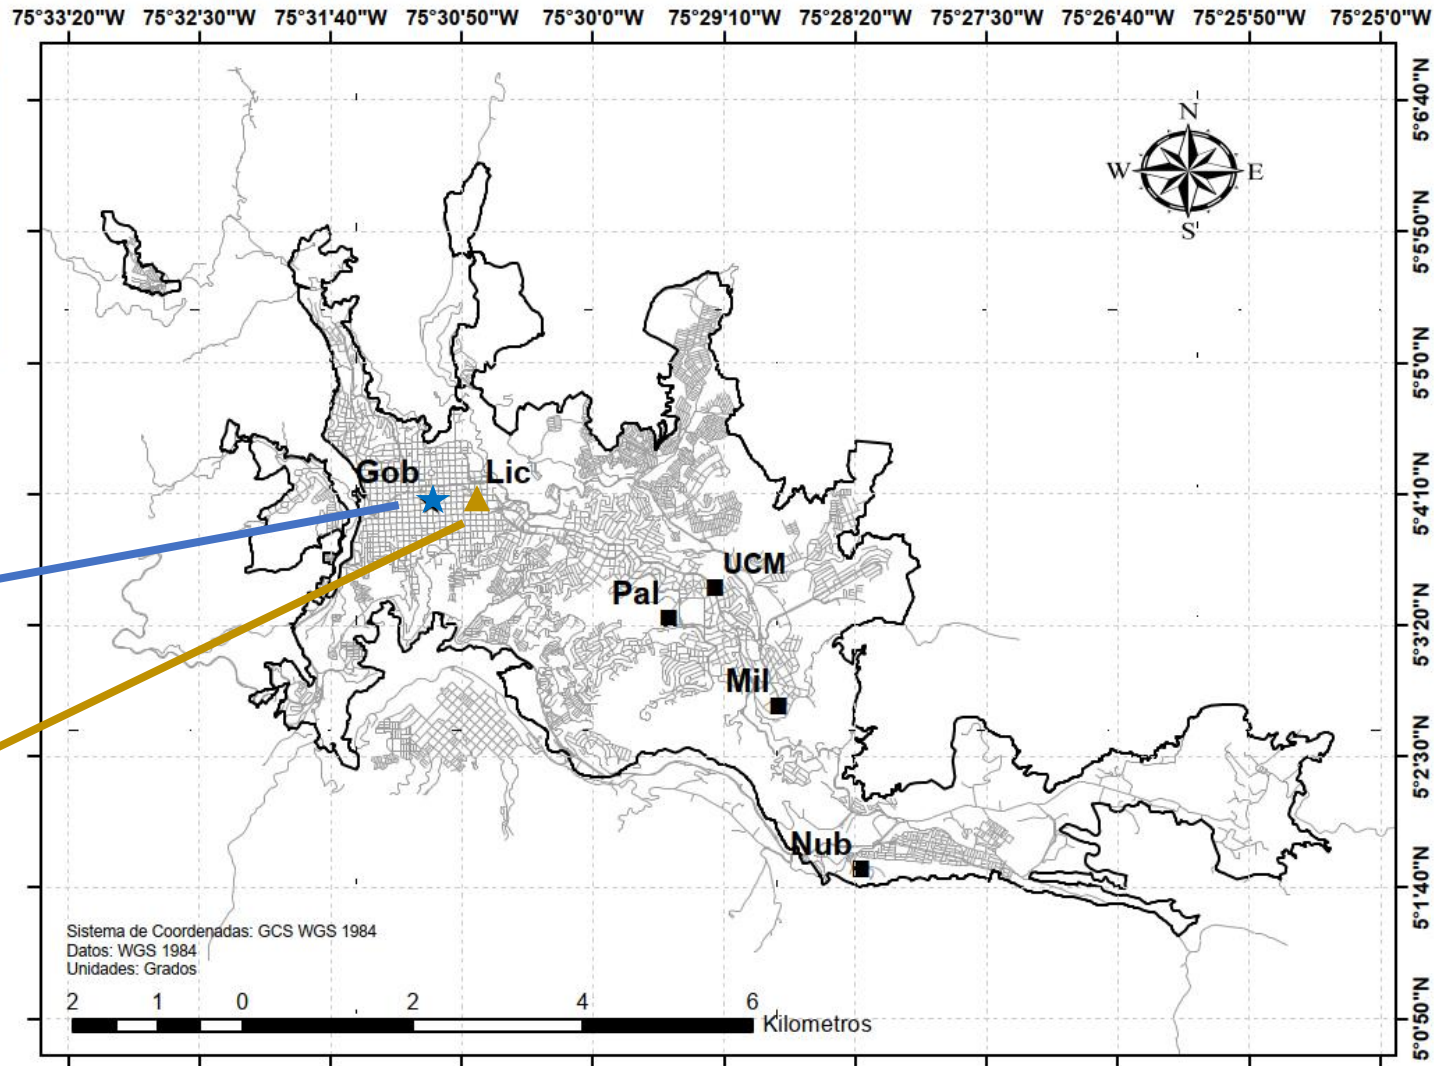 75°33'20"W 75°32'30"W 75°31'40"W 75°30'50"W 75°30'0"W 75°29'10"W 75°28'20"W 75°27'30"W 75°26'40"W 75°25'50"W 75°25'0"W
N
W E
S
5°6'40"N
5°5'50"N
5°5'0"N
5°4'10"N
5°3'20"N
5°2'30"N
5°1'40"N
5°0'50"N
Gob Lic
UCM
Pal
Mil
Nub
Sistema de Coordenadas: GCS WGS 1984
Datos: WGS 1984
Unidades: Grados
2 1 0 2 4 6
Kilometros